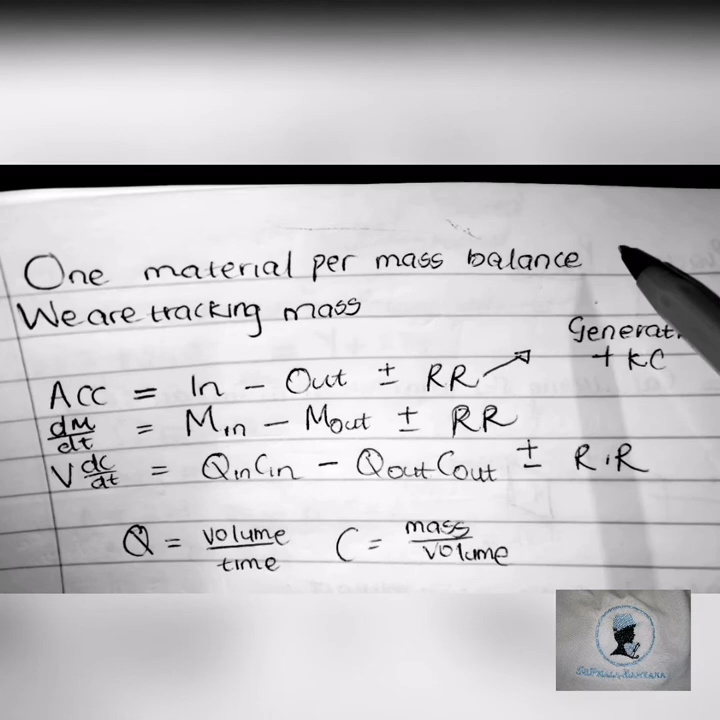 One material per mass balance
We are tracking mass
Generat
+ KC
Acc = In - Out ± RR
dM/dt = Min - Mout ± RR
V dc/dt = QinCin - QoutCout ± R.R
Q = volume/time C = mass/volume